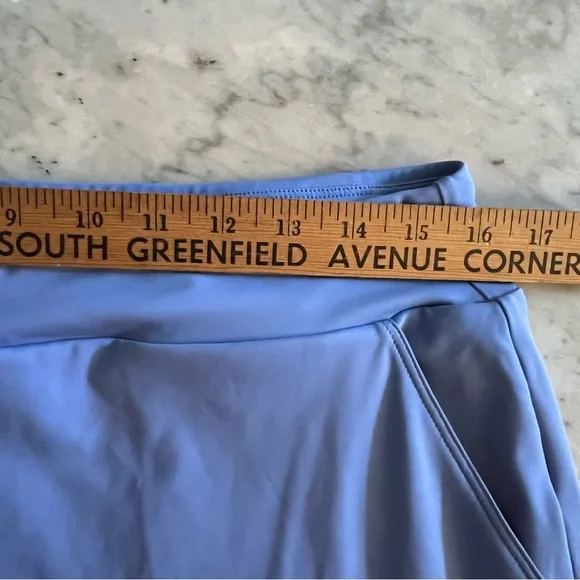 9 10 11 12 13 14 15 16 17
SOUTH GREENFIELD AVENUE CORNER